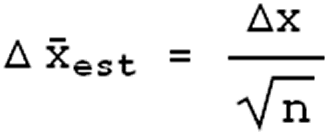 Δ x̄est = Δx / √n